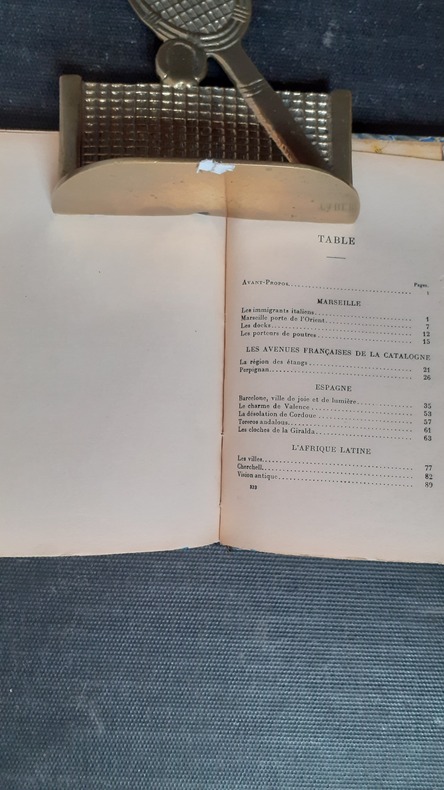 TABLE
Pages.
AVANT-PROPOS
MARSEILLE
Les immigrants italiens 1
Marseille porte de l'Orient 7
Les docks 12
Les porteurs de poutres 15
LES AVENUES FRANÇAISES DE LA CATALOGNE
La région des étangs 21
Perpignan 26
ESPAGNE
Barcelone, ville de joie et de lumière 35
Le charme de Valence 53
La désolation de Cordoue 57
Toreros andalous 61
Les cloches de la Giralda 63
L'AFRIQUE LATINE
Les villes 77
Cherchell 82
Vision antique 89